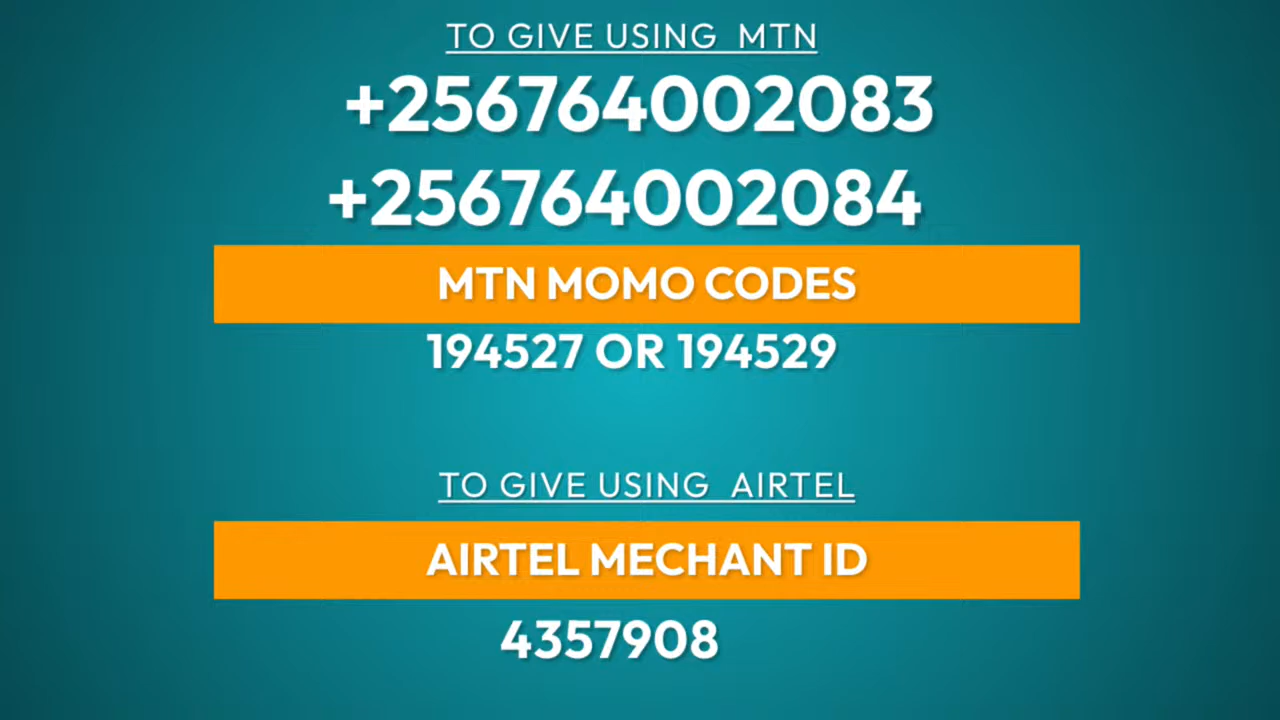 TO GIVE USING MTN
+256764002083
+256764002084
MTN MOMO CODES
194527 OR 194529
TO GIVE USING AIRTEL
AIRTEL MECHANT ID
4357908